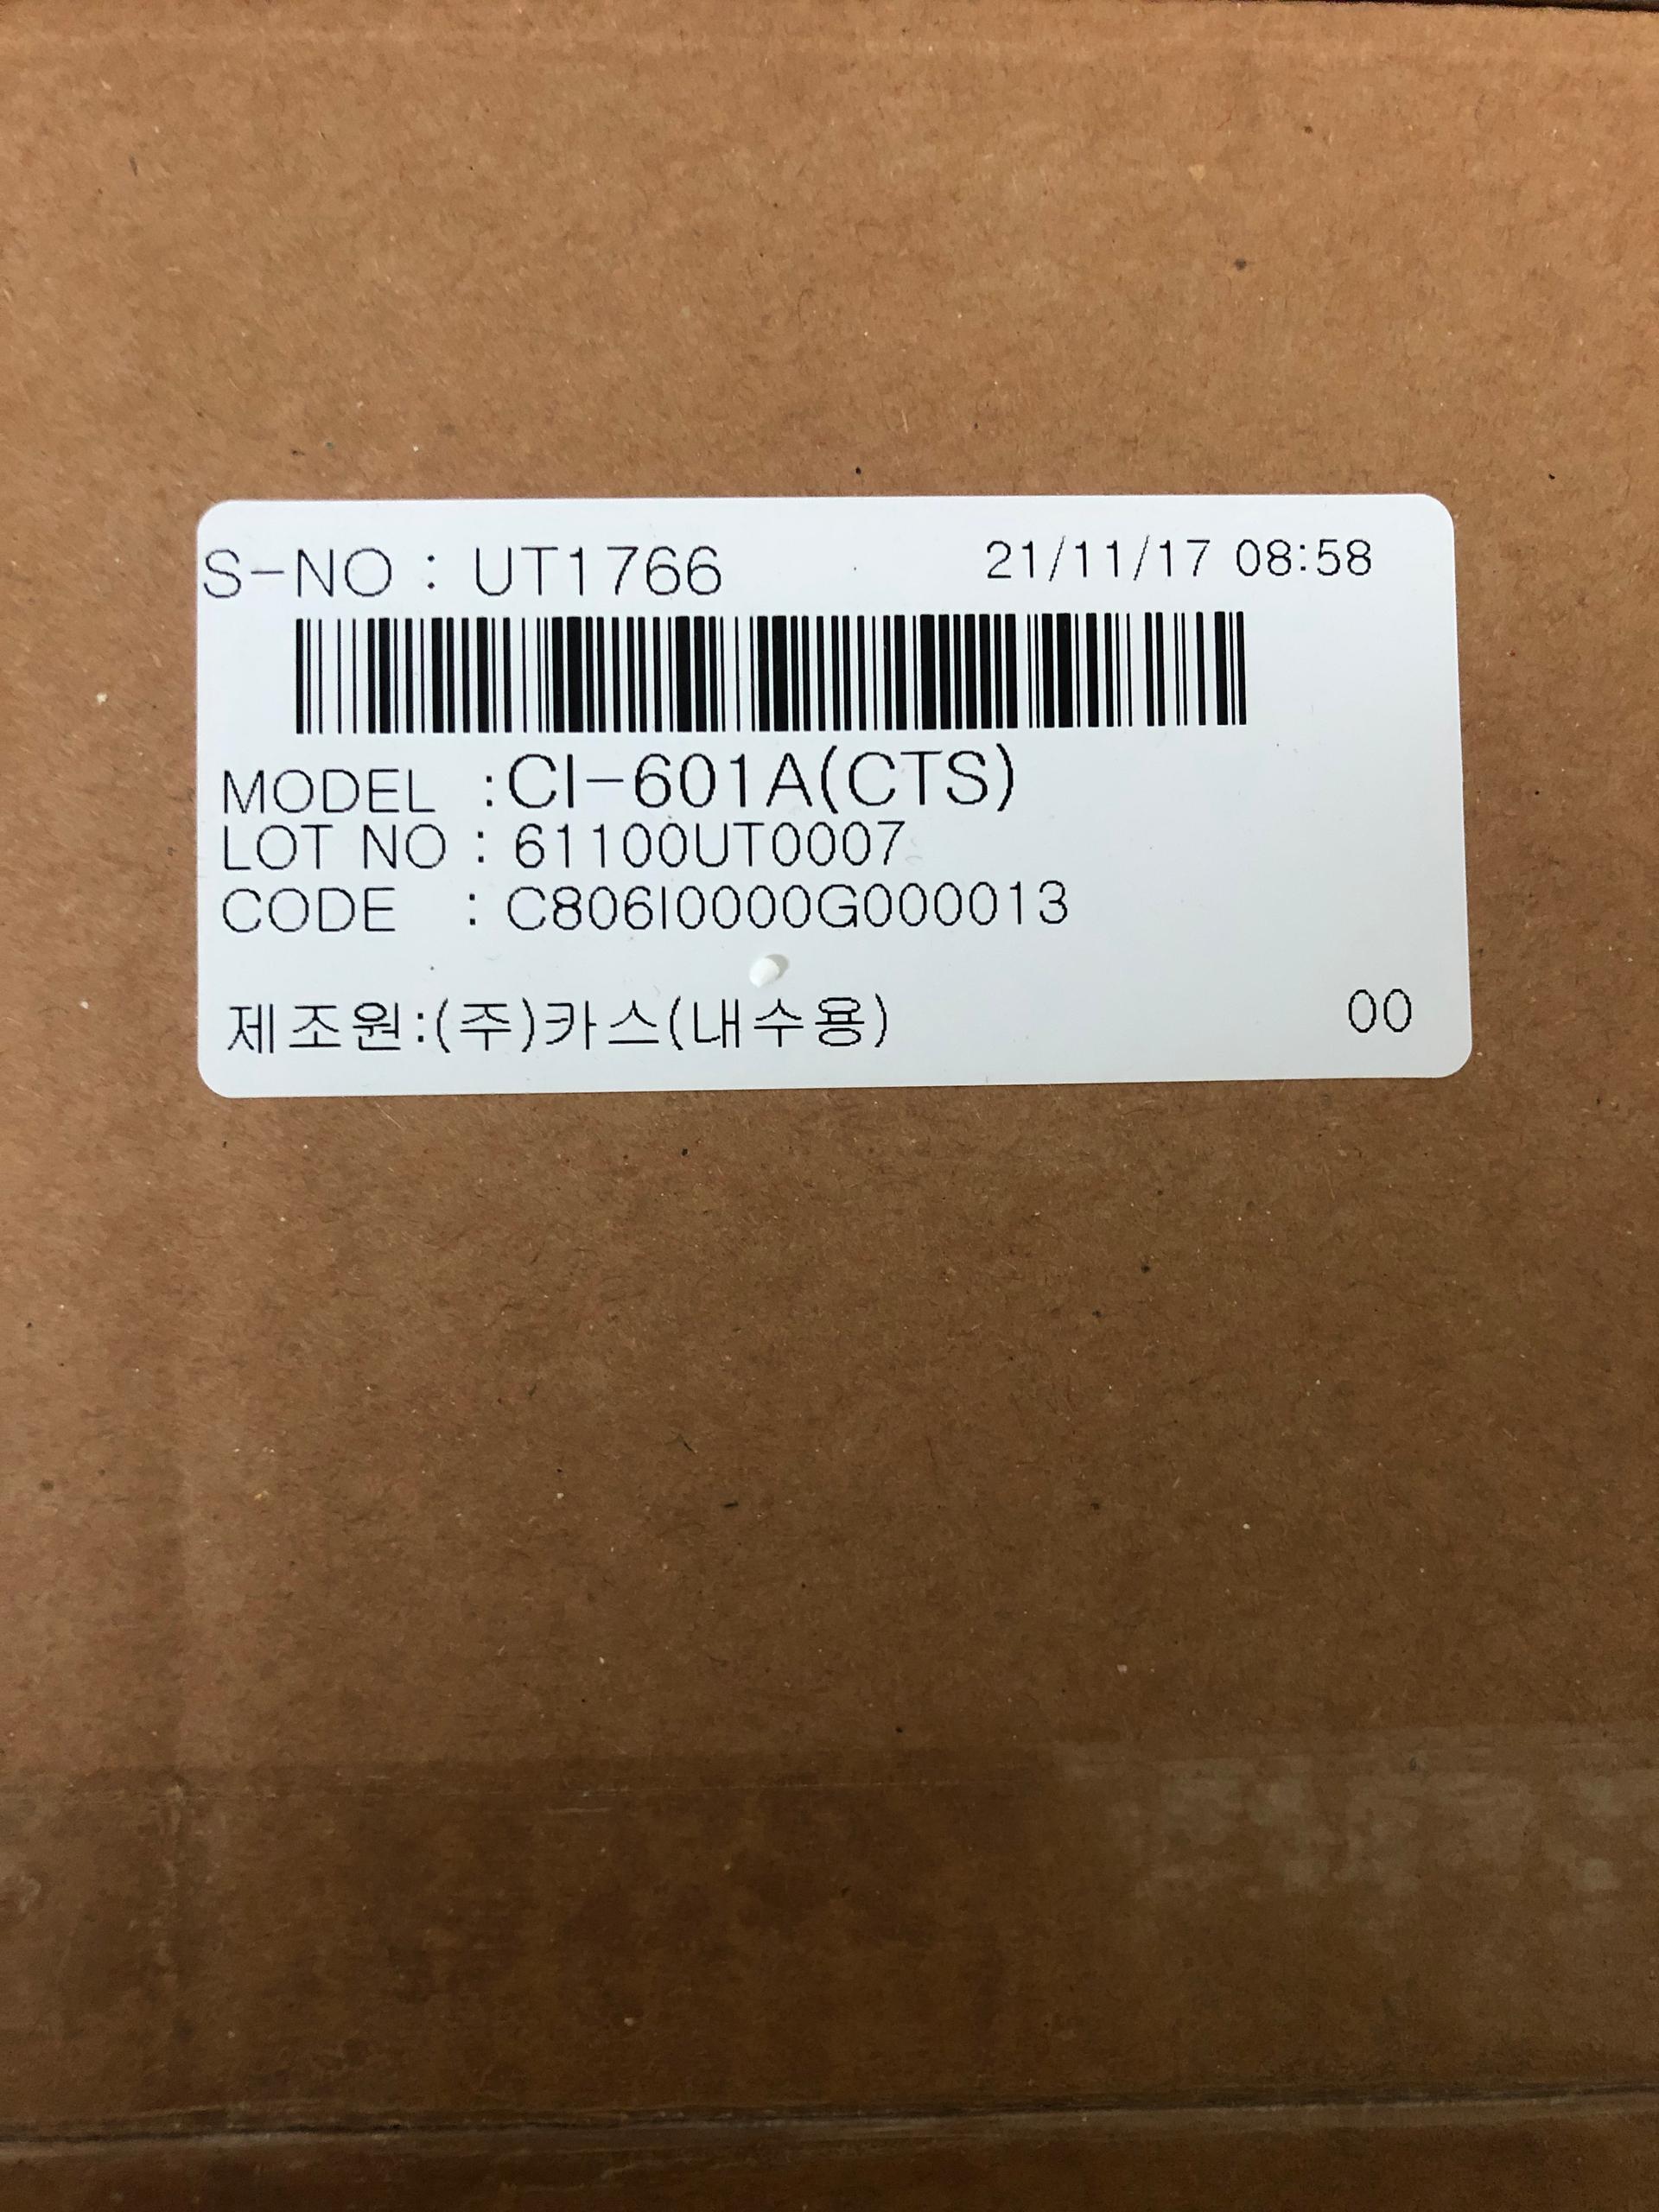 S-NO : UT1766 21/11/17 08:58
MODEL :CI-601A(CTS)
LOT NO : 61100UT0007
CODE : C806I0000G000013
제조원:(주)카스(내수용) 00